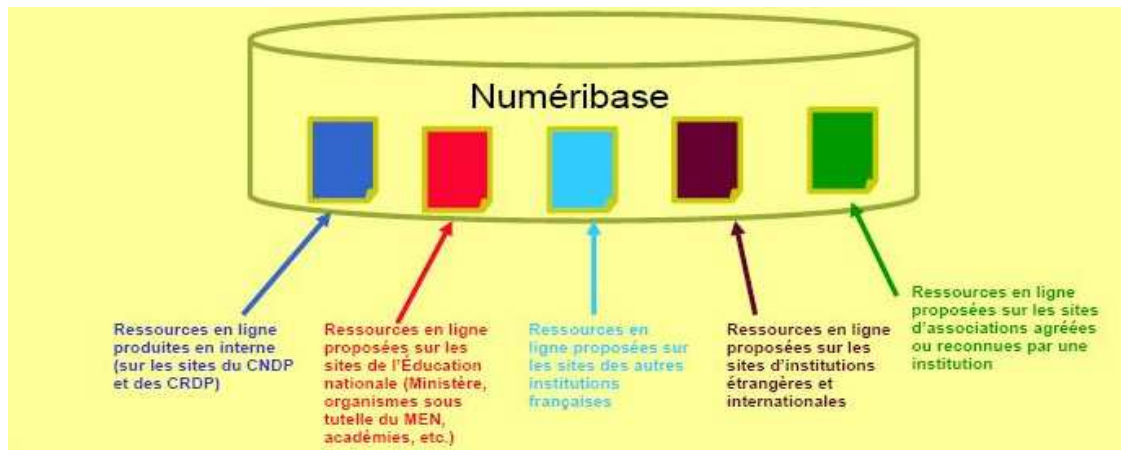 Numéribase
Ressources en ligne
produites en interne
(sur les sites du CNDP
et des CRDP)
Ressources en ligne
proposées sur les
sites de l'Éducation
nationale (Ministère,
organismes sous
tutelle du MEN,
académies, etc.)
Ressources en
ligne proposées sur
les sites des autres
institutions
françaises
Ressources en ligne
proposées sur les
sites d'institutions
étrangères et
internationales
Ressources en ligne
proposées sur les sites
d'associations agréées
ou reconnues par une
institution